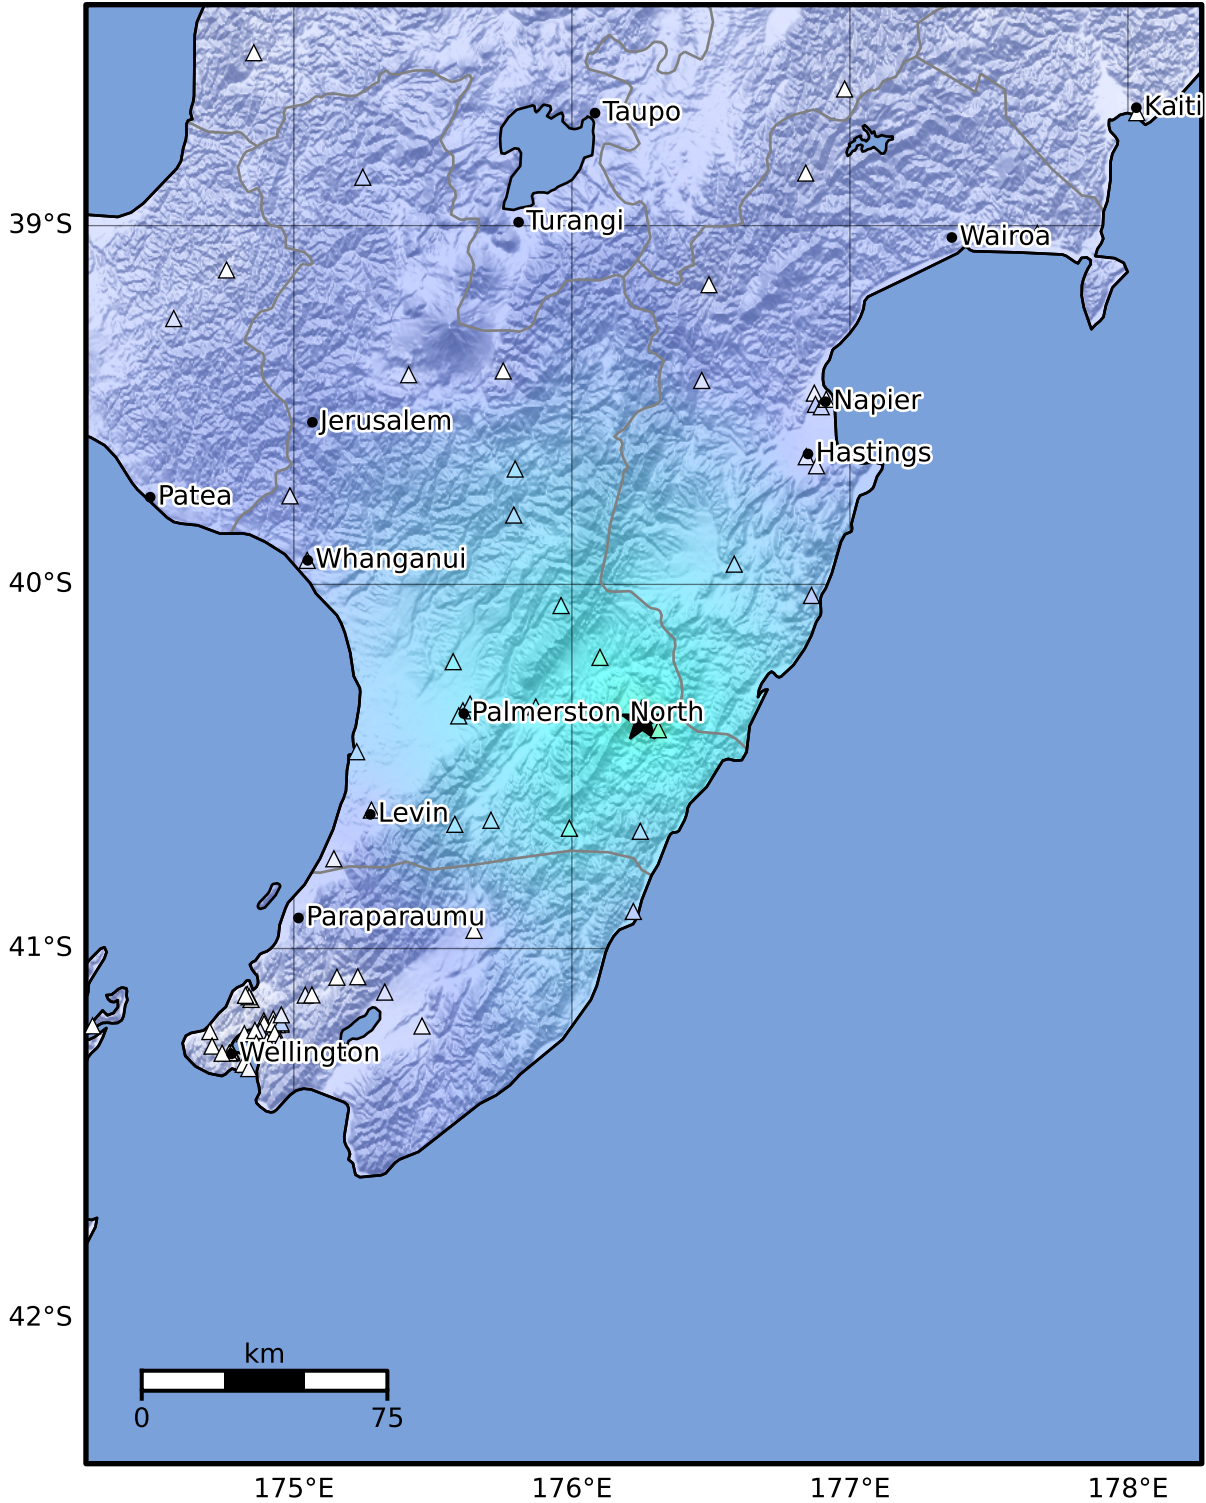 Kaiti
Taupo
39°S
Turangi
Wairoa
Napier
Jerusalem
Hastings
Patea
Whanganui
40°S
Palmerston North
Levin
Paraparaumu
41°S
Wellington
42°S
km
0
75
175°E
176°E
177°E
178°E